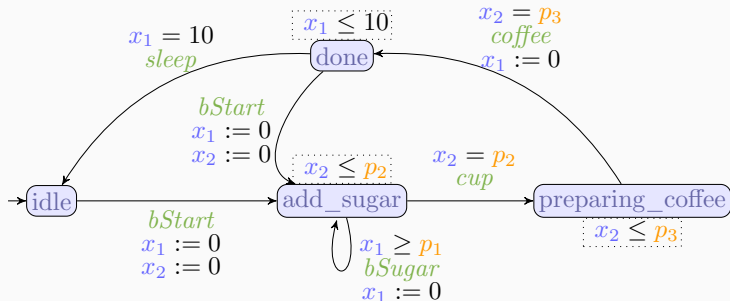 x₁ ≤ 10
x₂ = p₃
x₁ = 10
coffee
sleep
done
x₁ := 0
bStart
x₁ := 0
x₂ := 0
x₂ ≤ p₂
x₂ = p₂
cup
idle
add_sugar
preparing_coffee
bStart
x₁ := 0
x₂ := 0
x₁ ≥ p₁
bSugar
x₁ := 0
x₂ ≤ p₃